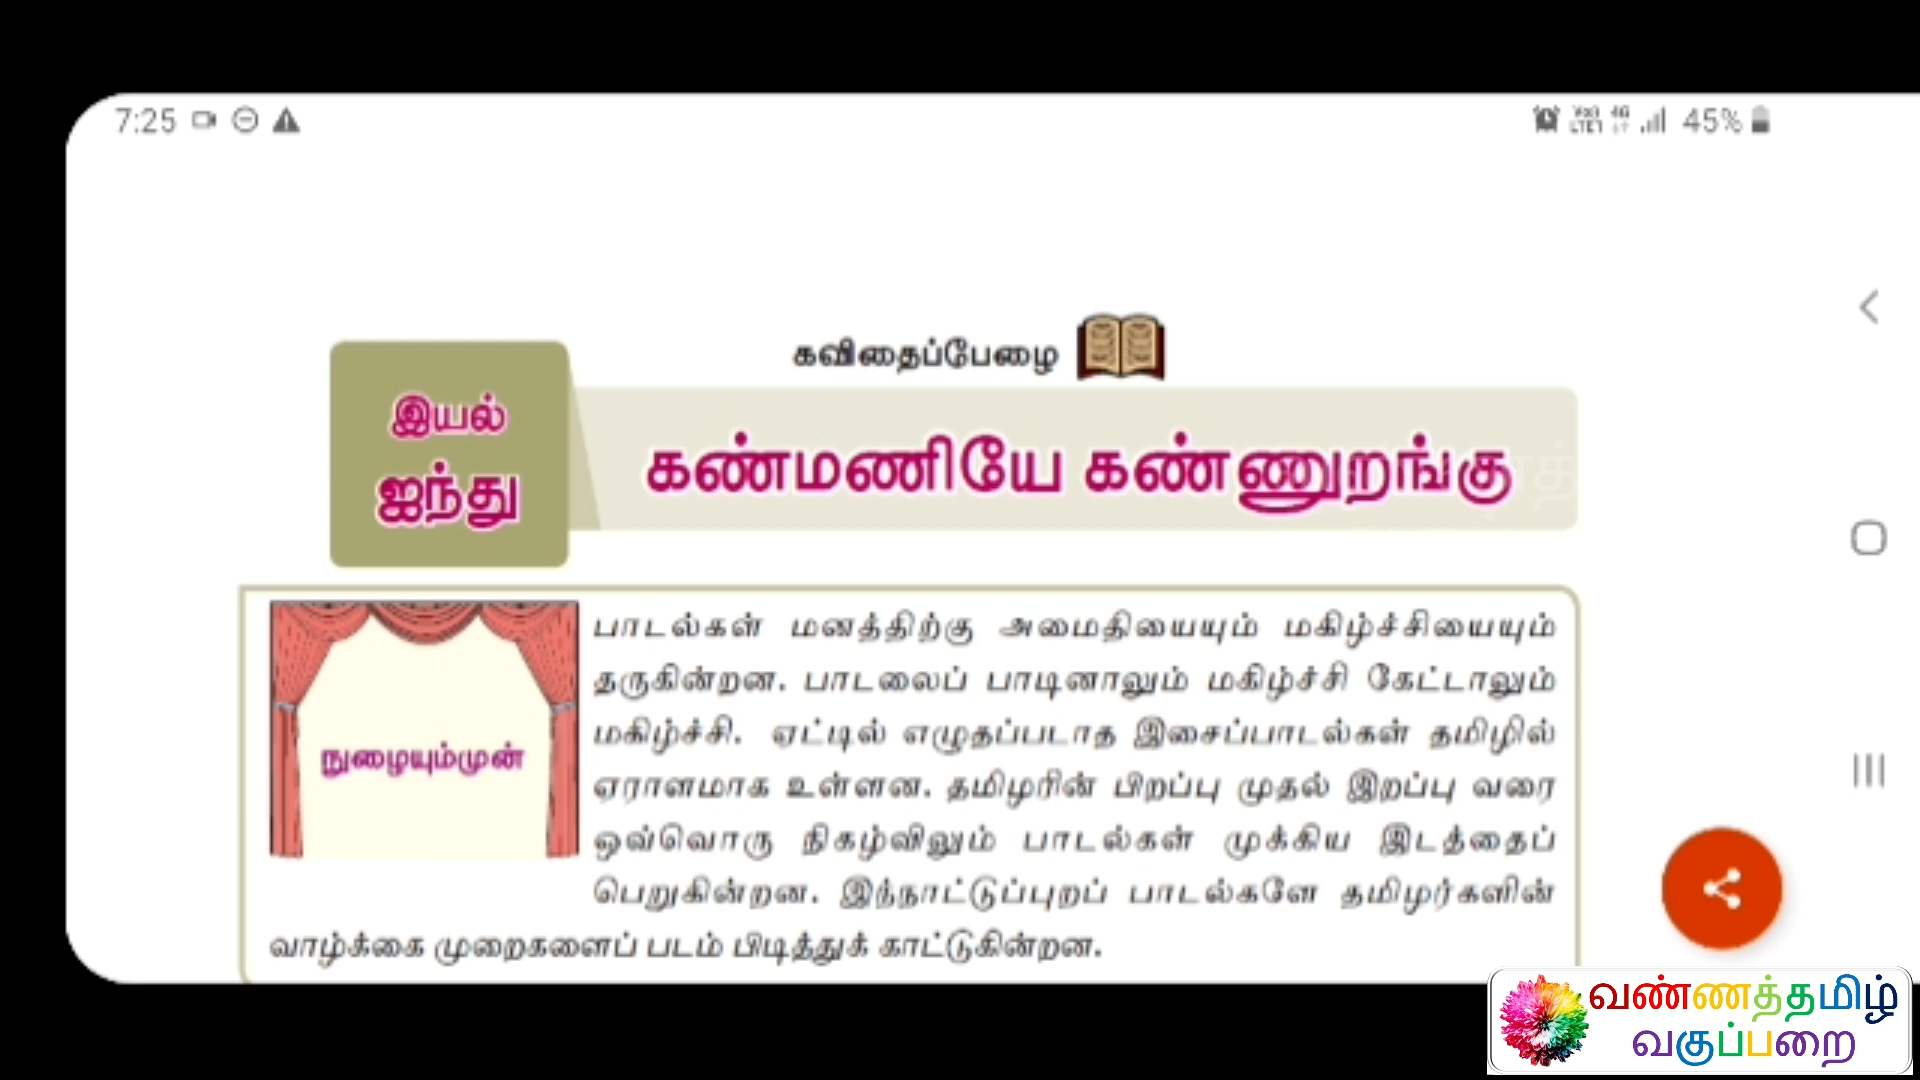 7:25
45%
கவிதைப்பேழை
இயல்
ஐந்து
கண்மணியே கண்ணுறங்கு
நுழையும்முன்
பாடல்கள் மனத்திற்கு அமைதியையும் மகிழ்ச்சியையும்
தருகின்றன. பாடலைப் பாடினாலும் மகிழ்ச்சி கேட்டாலும்
மகிழ்ச்சி. ஏட்டில் எழுதப்படாத இசைப்பாடல்கள் தமிழில்
ஏராளமாக உள்ளன. தமிழரின் பிறப்பு முதல் இறப்பு வரை
ஒவ்வொரு நிகழ்விலும் பாடல்கள் முக்கிய இடத்தைப்
பெறுகின்றன. இந்நாட்டுப்புறப் பாடல்களே தமிழர்களின்
வாழ்க்கை முறைகளைப் படம் பிடித்துக் காட்டுகின்றன.
வண்ணத்தமிழ்
வகுப்பறை